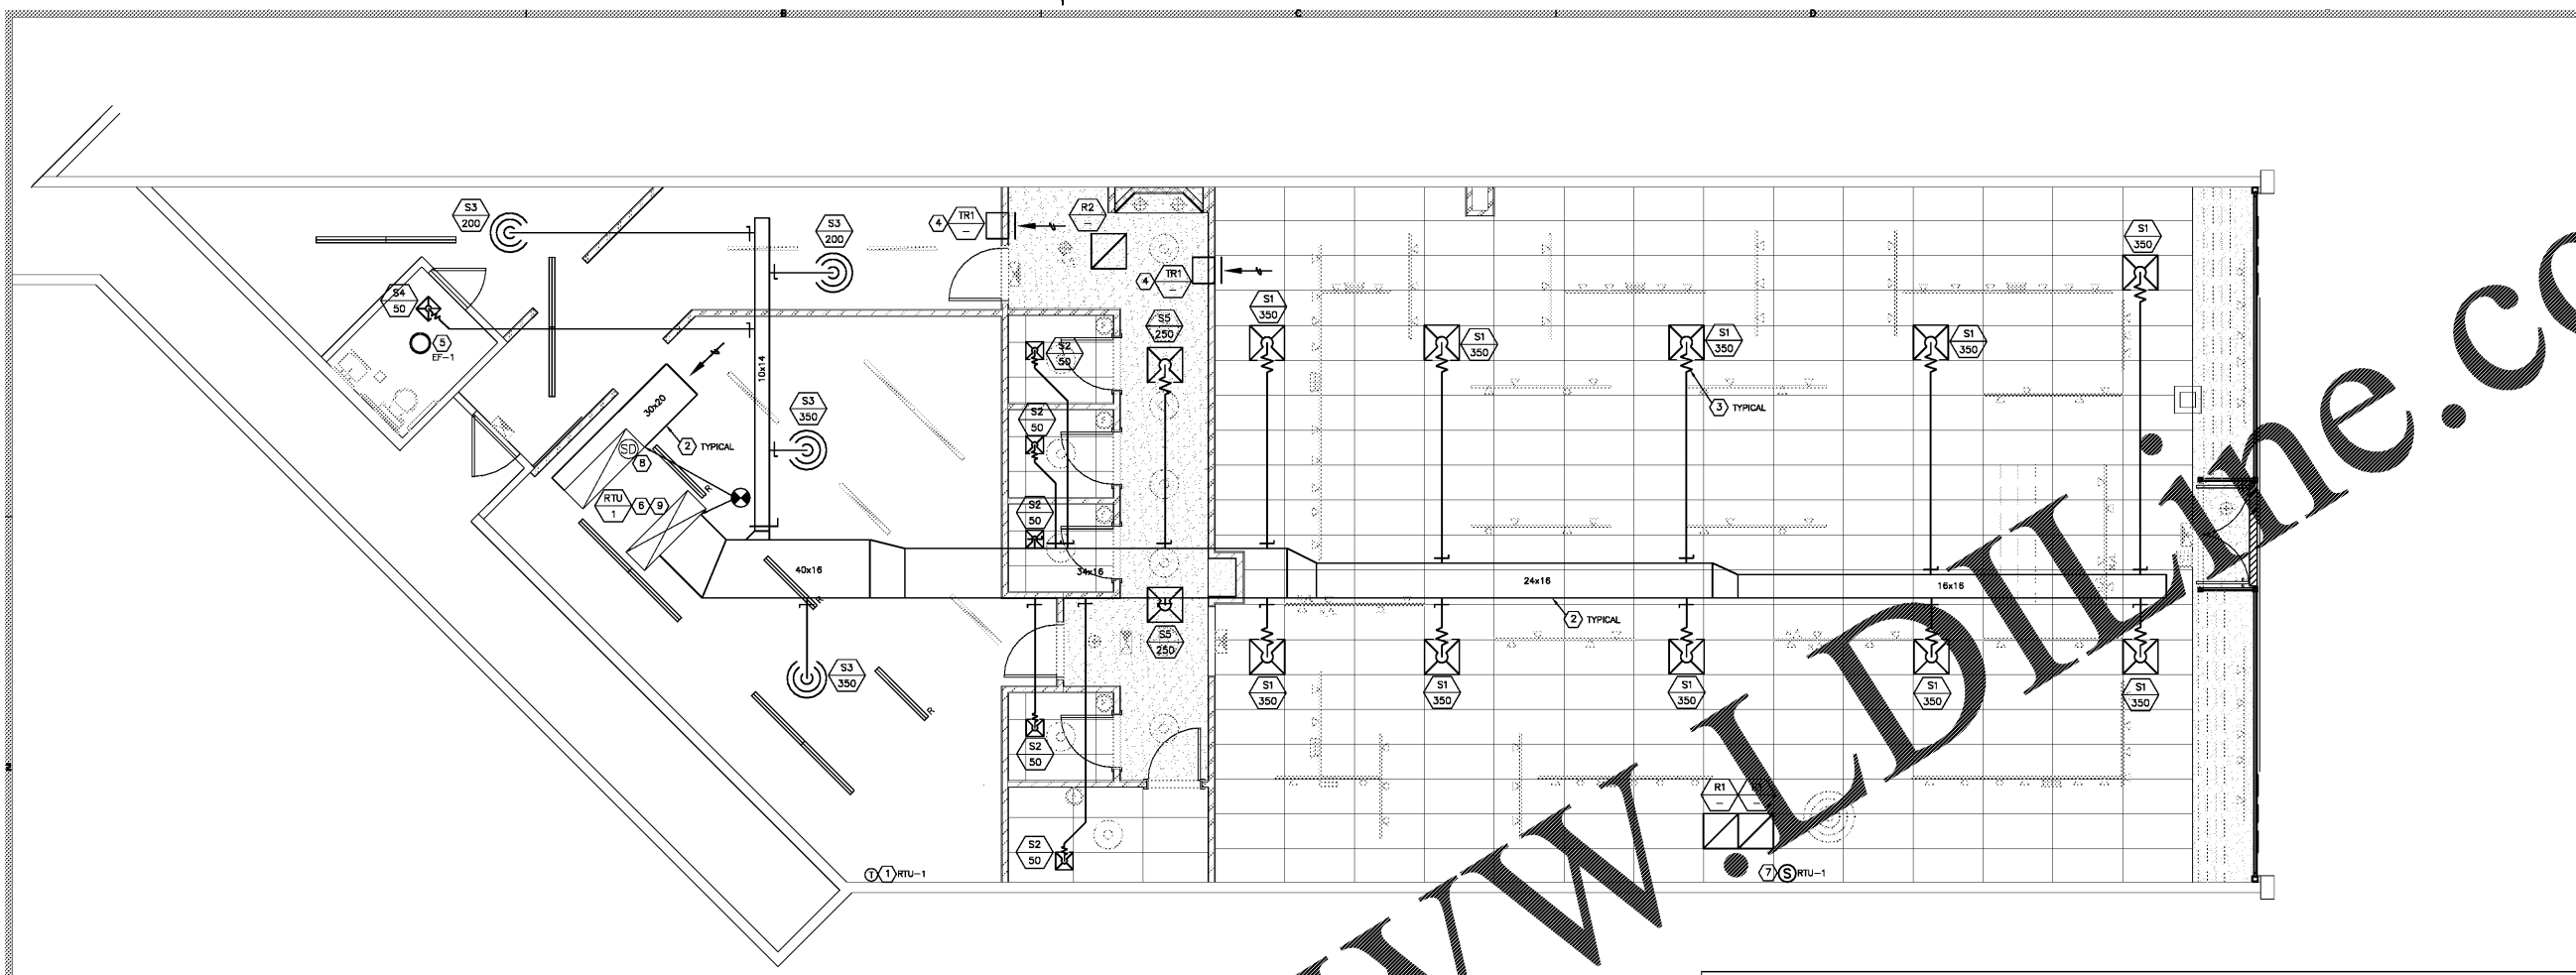 B
C
D
S3
200
S3
200
4
TR1
–
R2
–
4
TR1
–
S1
350
S4
50
5
EF-1
S1
350
S5
250
S1
350
S1
350
S1
350
S2
50
10x14
30x20
2 TYPICAL
S3
350
S2
50
3 TYPICAL
SD
8
R
RTU
1
6
9
S2
50
40x16
34x16
24x16
16x16
R
2 TYPICAL
S5
250
S3
350
S1
350
S1
350
S1
350
S1
350
S1
350
R
S2
50
2
R1
–
S2
50
T 1 RTU-1
7 S RTU-1
WWW.LDILine.co